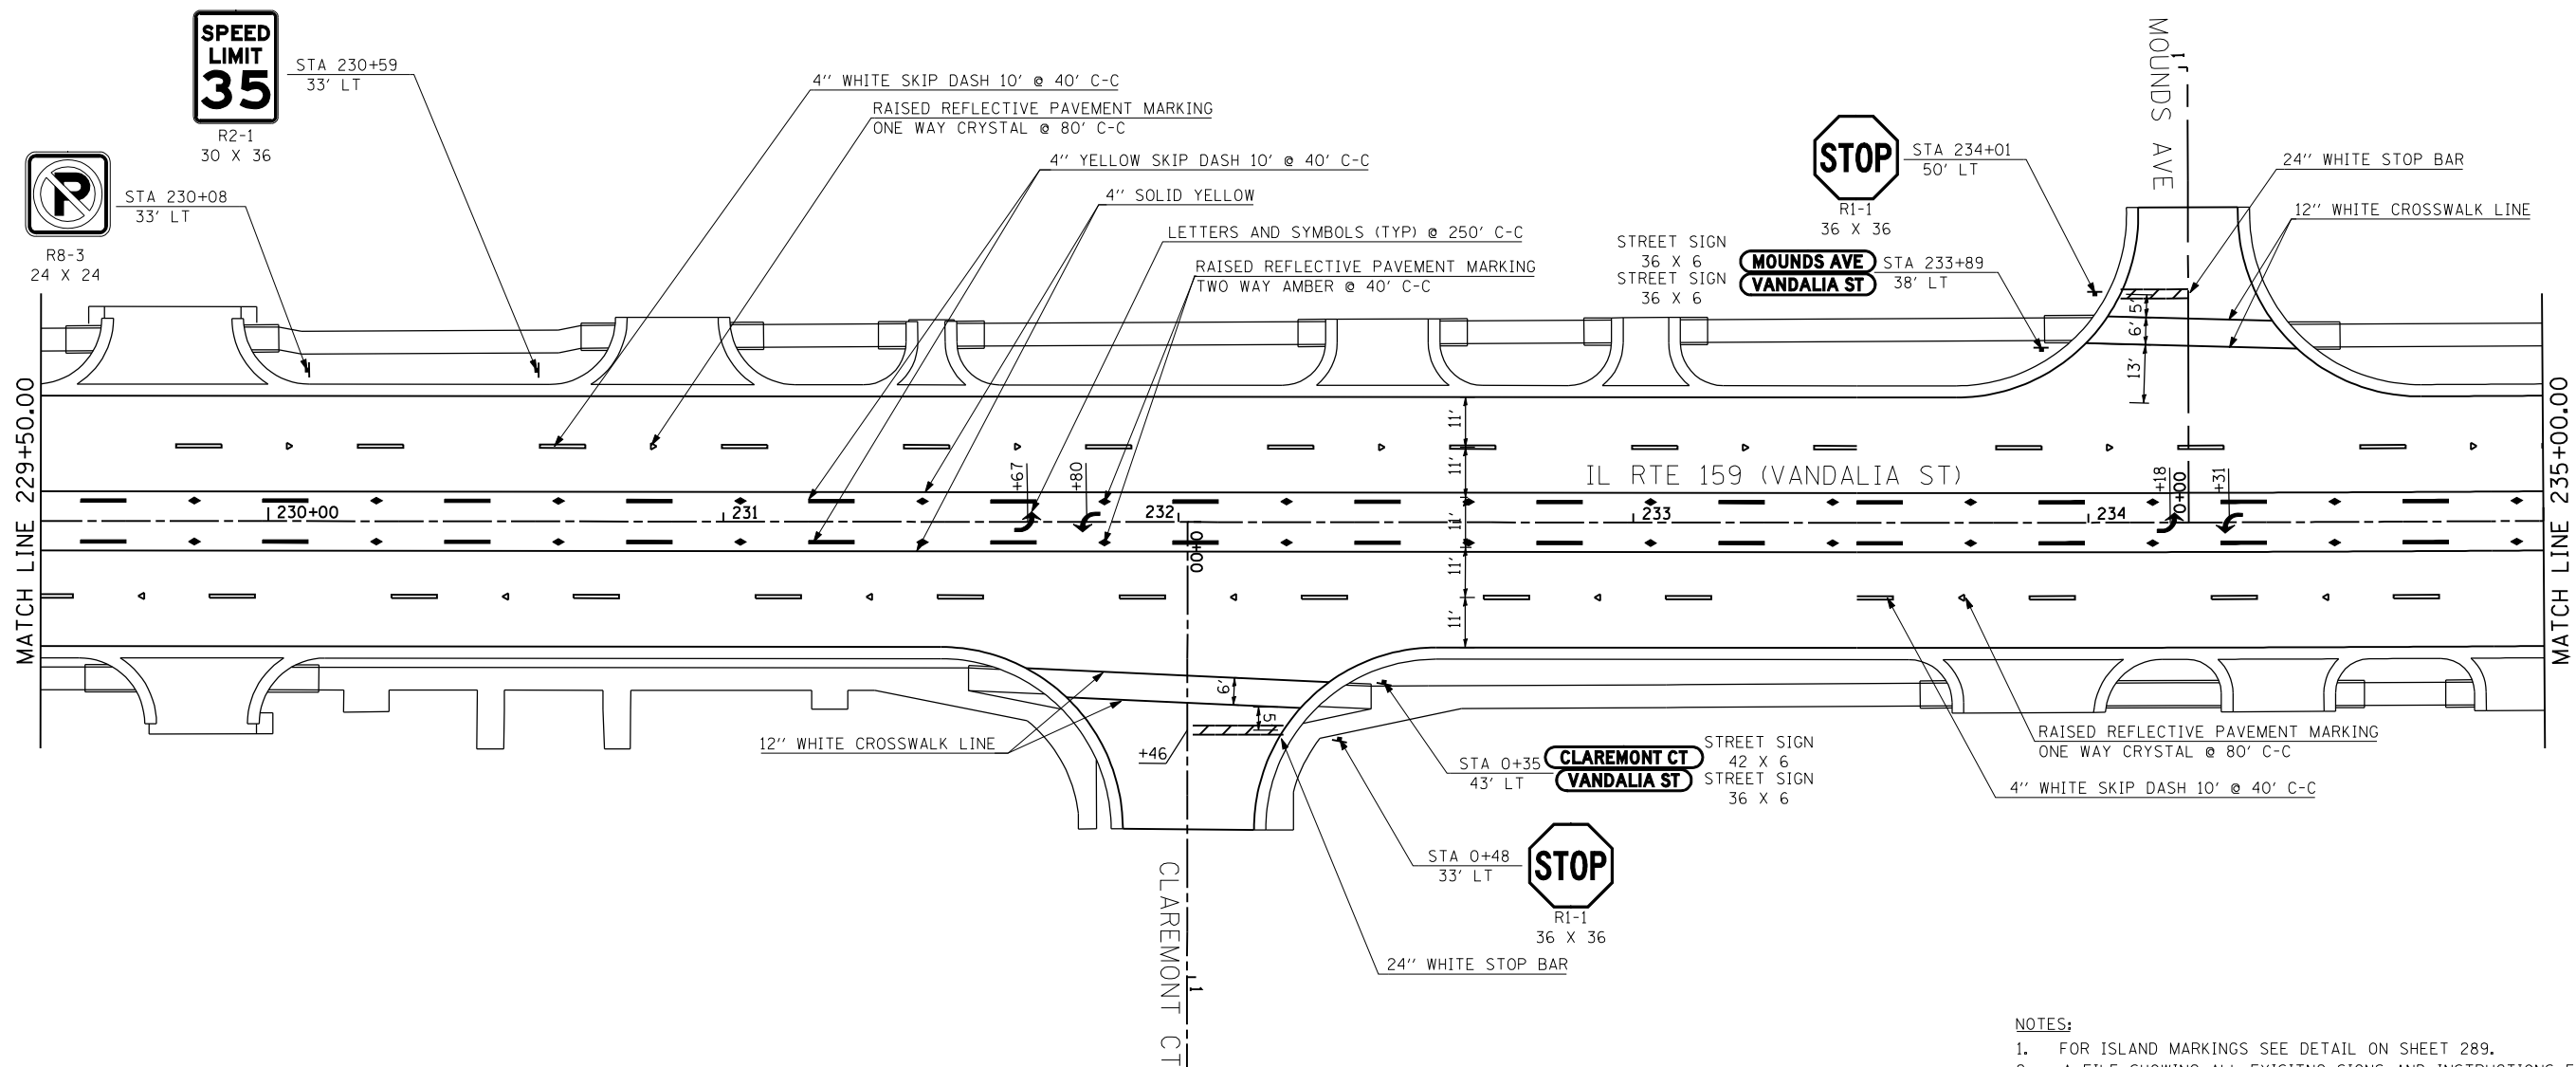 SPEED
LIMIT
35
R2-1
30 X 36
STA 230+59
33' LT
R8-3
24 X 24
STA 230+08
33' LT
P
4'' WHITE SKIP DASH 10' @ 40' C-C
RAISED REFLECTIVE PAVEMENT MARKING
ONE WAY CRYSTAL @ 80' C-C
4'' YELLOW SKIP DASH 10' @ 40' C-C
4'' SOLID YELLOW
LETTERS AND SYMBOLS (TYP) @ 250' C-C
RAISED REFLECTIVE PAVEMENT MARKING
TWO WAY AMBER @ 40' C-C
STOP
R1-1
36 X 36
STA 234+01
50' LT
STREET SIGN
36 X 6
STREET SIGN
36 X 6
MOUNDS AVE
VANDALIA ST
STA 233+89
38' LT
MOUNDS AVE
1
24'' WHITE STOP BAR
12'' WHITE CROSSWALK LINE
5'
6'
13'
MATCH LINE 229+50.00
MATCH LINE 235+00.00
11'
11'
11'
11'
11'
IL RTE 159 (VANDALIA ST)
+67
+80
+18
0+00
+31
230+00
231
232
233
234
0+00
6'
5'
+46
12'' WHITE CROSSWALK LINE
STA 0+35
43' LT
CLAREMONT CT
VANDALIA ST
STREET SIGN
42 X 6
STREET SIGN
36 X 6
RAISED REFLECTIVE PAVEMENT MARKING
ONE WAY CRYSTAL @ 80' C-C
4'' WHITE SKIP DASH 10' @ 40' C-C
STA 0+48
33' LT
STOP
R1-1
36 X 36
24'' WHITE STOP BAR
CLAREMONT CT
1
NOTES:
1. FOR ISLAND MARKINGS SEE DETAIL ON SHEET 289.